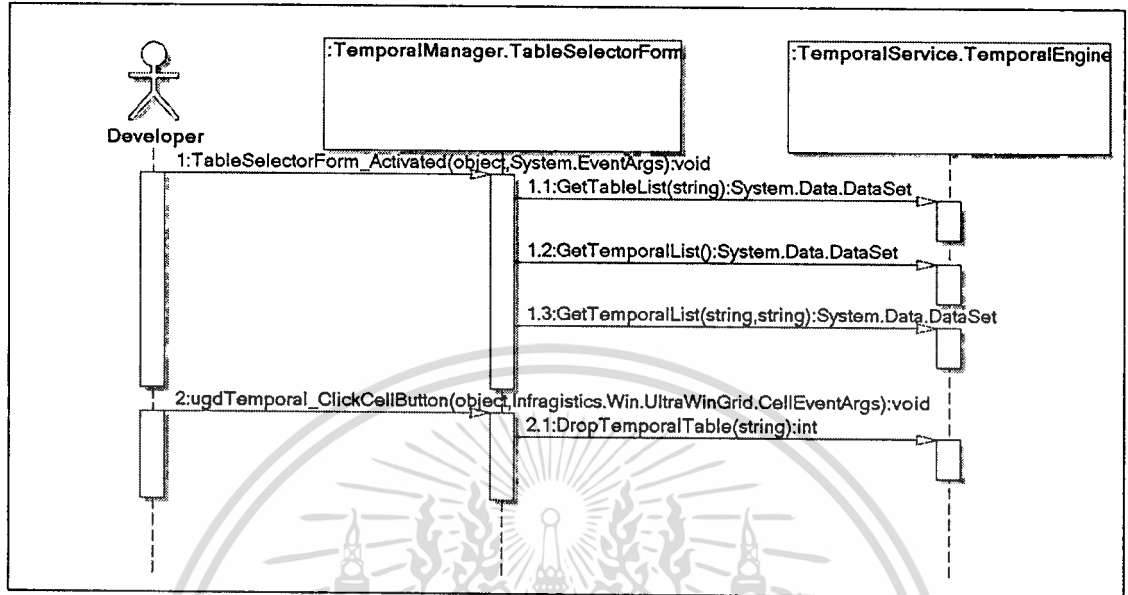 :TemporalManager.TableSelectorForm
:TemporalService.TemporalEngine
Developer
1:TableSelectorForm_Activated(object,System.EventArgs):void
1.1:GetTableList(string):System.Data.DataSet
1.2:GetTemporalList():System.Data.DataSet
1.3:GetTemporalList(string,string):System.Data.DataSet
2:ugdTemporal_ClickCellButton(object,Infragistics.Win.UltraWinGrid.CellEventArgs):void
2.1:DropTemporalTable(string):int